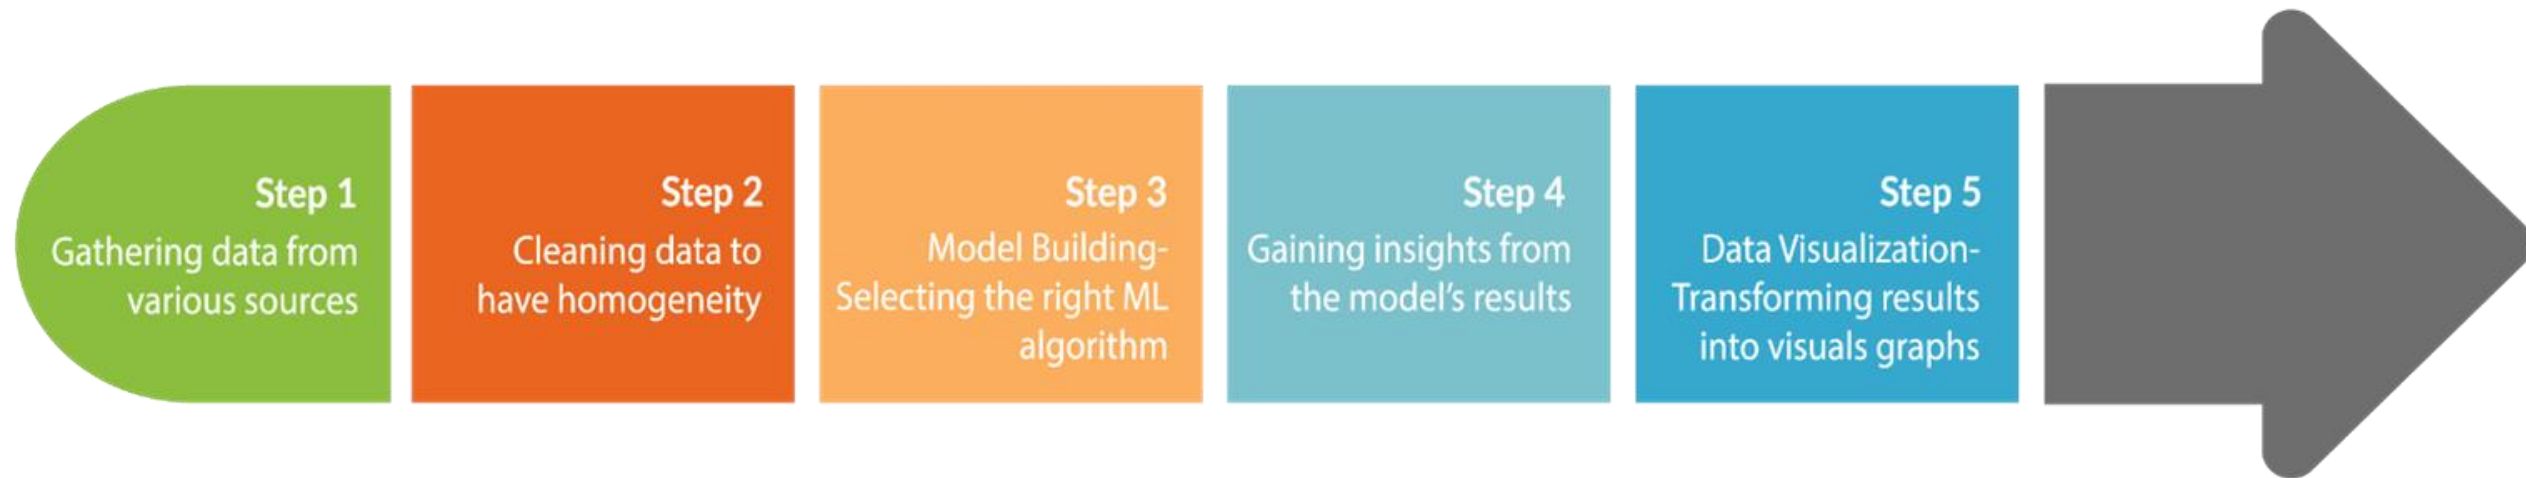 Step 1
Gathering data from
various sources
Step 2
Cleaning data to
have homogeneity
Step 3
Model Building-
Selecting the right ML
algorithm
Step 4
Gaining insights from
the model's results
Step 5
Data Visualization-
Transforming results
into visuals graphs